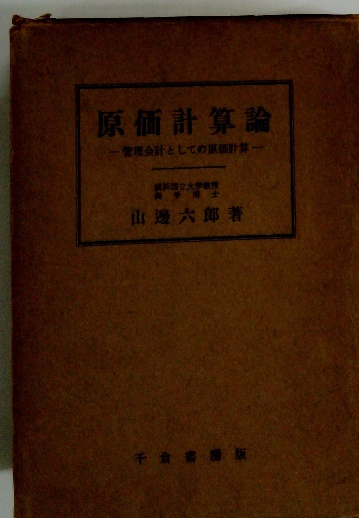 原価計算論
―管理会計としての原価計算―
横浜国立大学教授
商学博士
山邊六郎著
千倉書房版